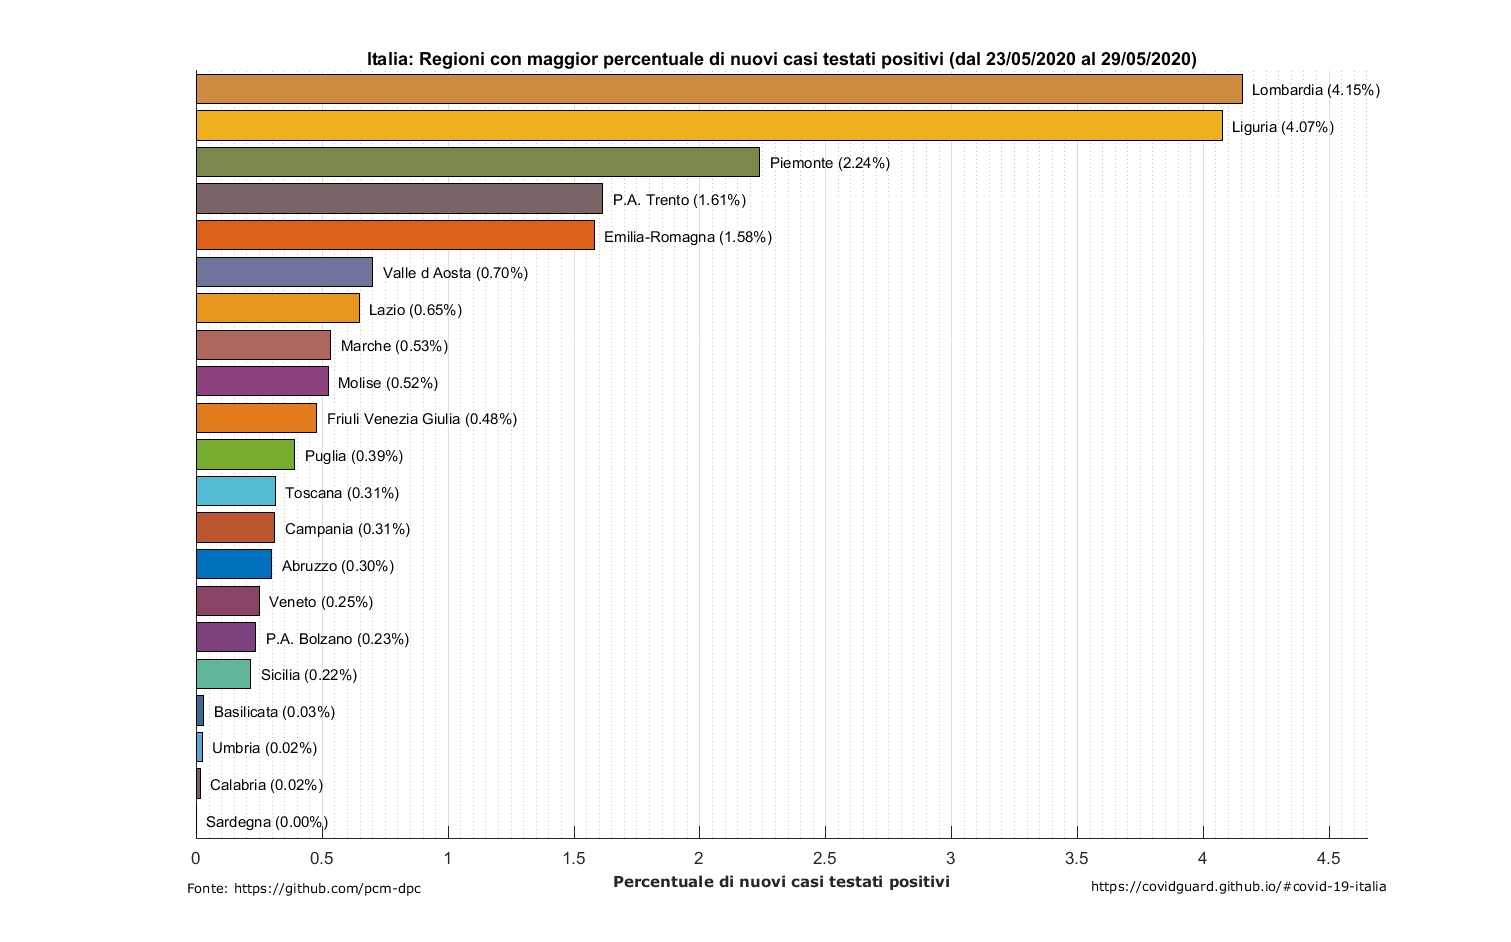 Italia: Regioni con maggior percentuale di nuovi casi testati positivi (dal 23/05/2020 al 29/05/2020)
Lombardia (4.15%)
Liguria (4.07%)
Piemonte (2.24%)
P.A. Trento (1.61%)
Emilia-Romagna (1.58%)
Valle d Aosta (0.70%)
Lazio (0.65%)
Marche (0.53%)
Molise (0.52%)
Friuli Venezia Giulia (0.48%)
Puglia (0.39%)
Toscana (0.31%)
Campania (0.31%)
Abruzzo (0.30%)
Veneto (0.25%)
P.A. Bolzano (0.23%)
Sicilia (0.22%)
Basilicata (0.03%)
Umbria (0.02%)
Calabria (0.02%)
Sardegna (0.00%)
0 0.5 1 1.5 2 2.5 3 3.5 4 4.5
Percentuale di nuovi casi testati positivi
Fonte: https://github.com/pcm-dpc
https://covidguard.github.io/#covid-19-italia